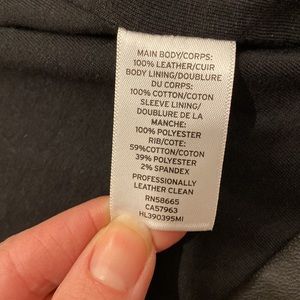 MAIN BODY/CORPS:
100% LEATHER/CUIR
BODY LINING/DOUBLURE
DU CORPS:
100% COTTON/COTON
SLEEVE LINING/
DOUBLURE DE LA
MANCHE:
100% POLYESTER
RIB/COTE:
59%COTTON/COTON
39% POLYESTER
2% SPANDEX
PROFESSIONALLY
LEATHER CLEAN
RN58665
CA57963
HL390395MI